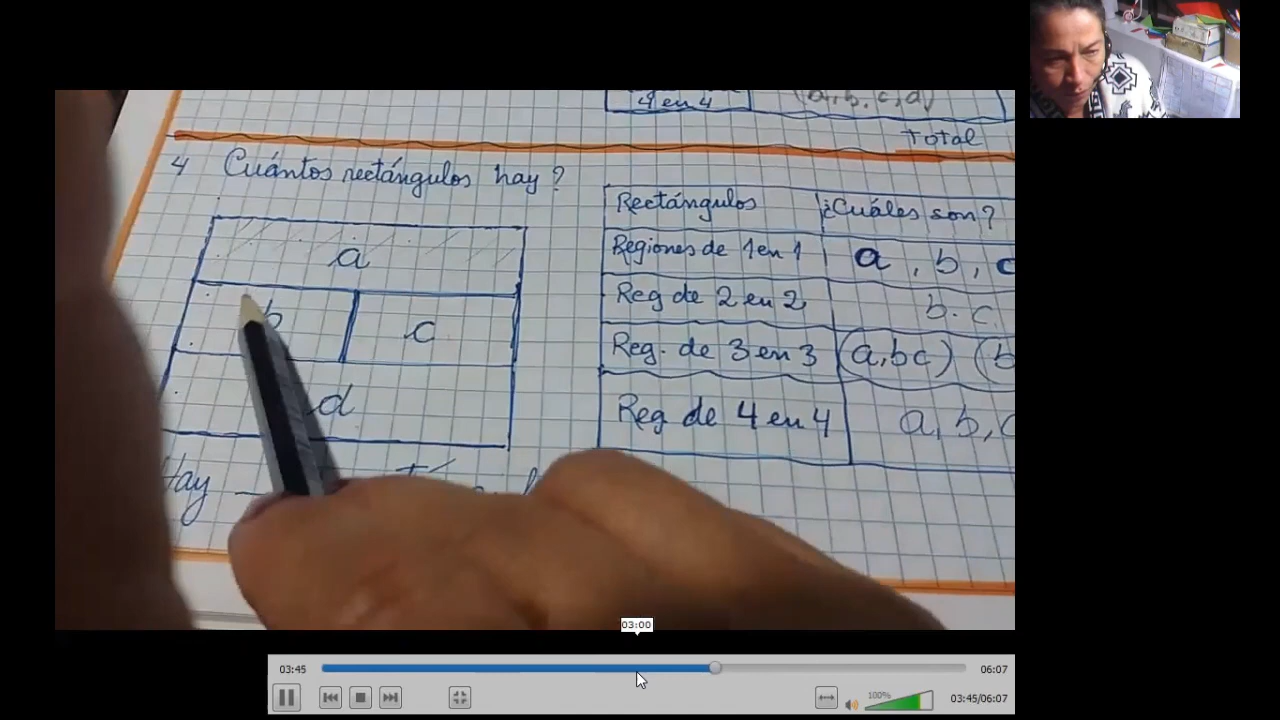 4 en 4
(a, b, c, d)
Total
4 Cuántos rectángulos hay?
a
b
c
d
Hay
Rectángulos
¿Cuáles son?
Regiones de 1 en 1
a, b, c
Reg de 2 en 2
b.c.
Reg. de 3 en 3
(a,bc) (b
Reg de 4 en 4
a, b, c
03:00
03:45
06:07
100%
03:45/06:07